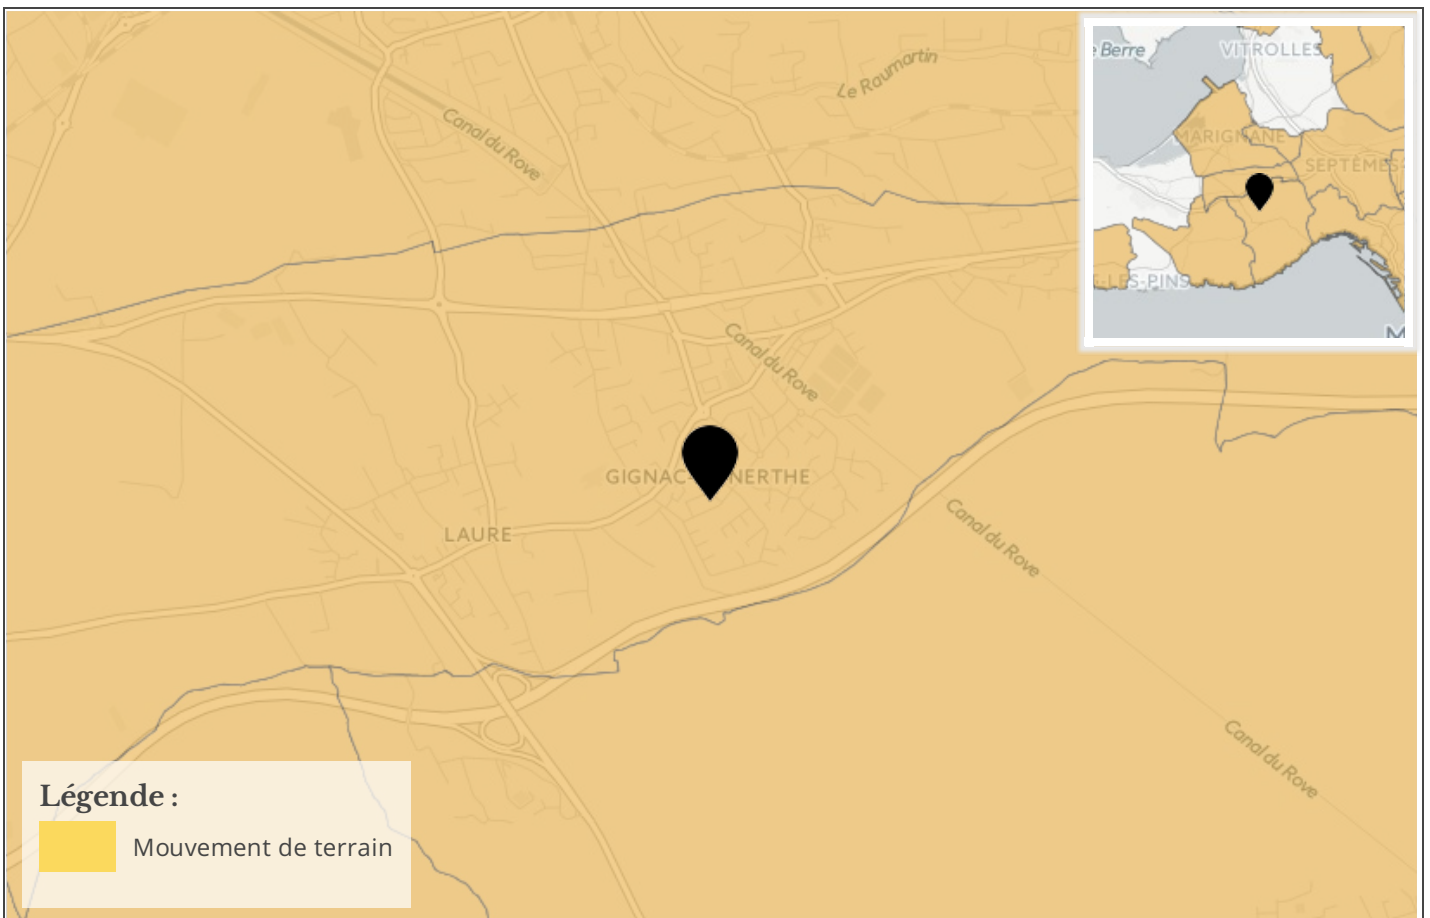 Le Raumartin
Canal du Rove
e Berre
VITROLLES
MARIGNANE
SEPTÈMES-
G-LES-PINS
M
Canal du Rove
GIGNAC- NERTHE
LAURE
Canal du Rove
Canal du Rove
Légende :
Mouvement de terrain